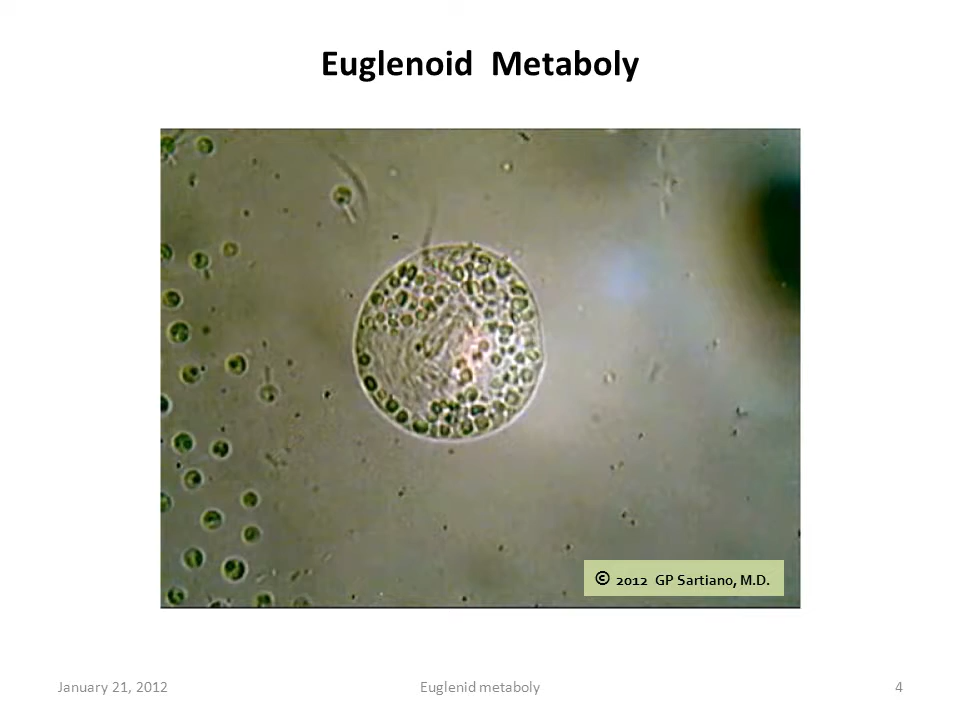 Euglenoid Metaboly
© 2012 GP Sartiano, M.D.
January 21, 2012
Euglenid metaboly
4